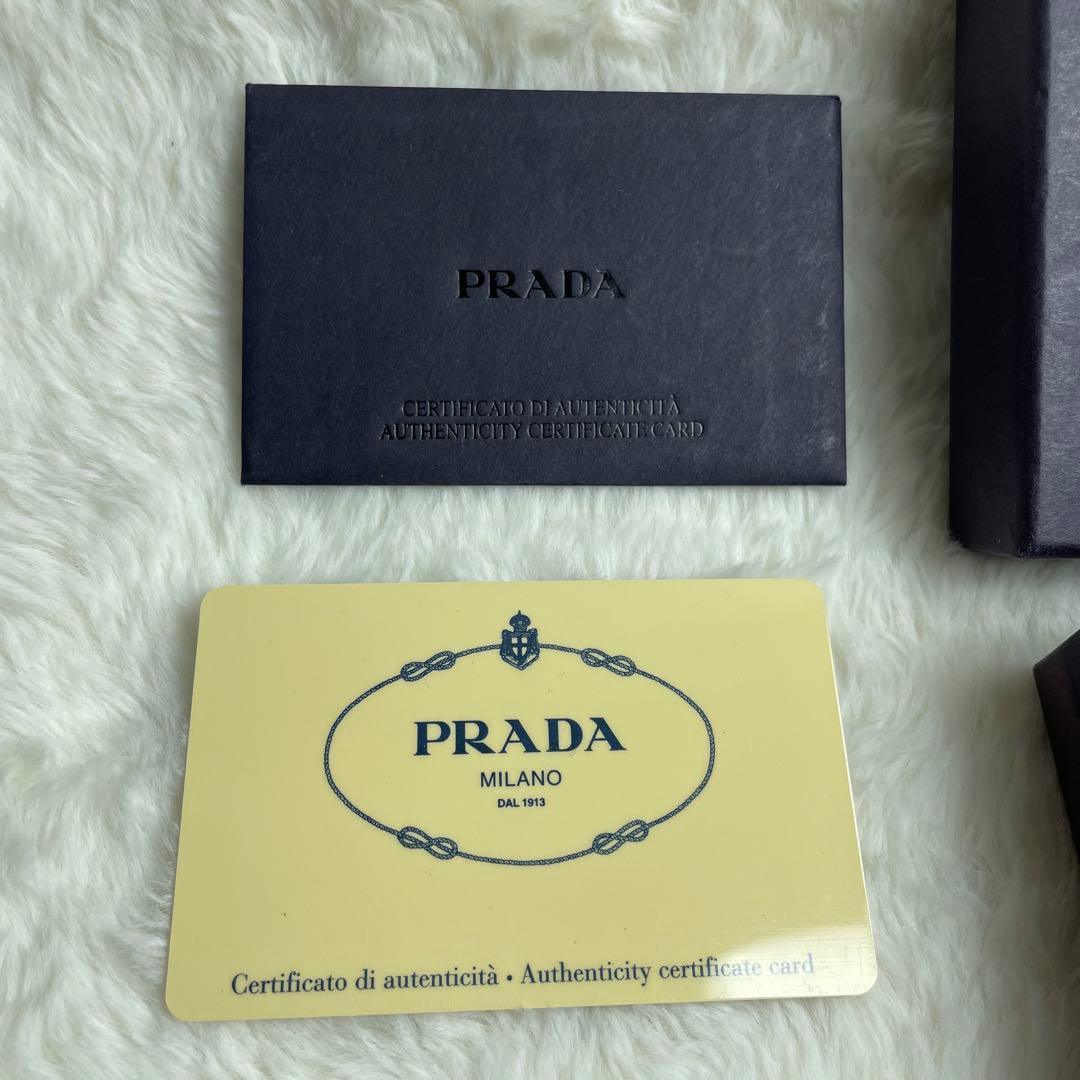 PRADA
CERTIFICATO DI AUTENTICITÀ
AUTHENTICITY CERTIFICATE CARD
PRADA
MILANO
DAL 1913
Certificato di autenticità • Authenticity certificate card